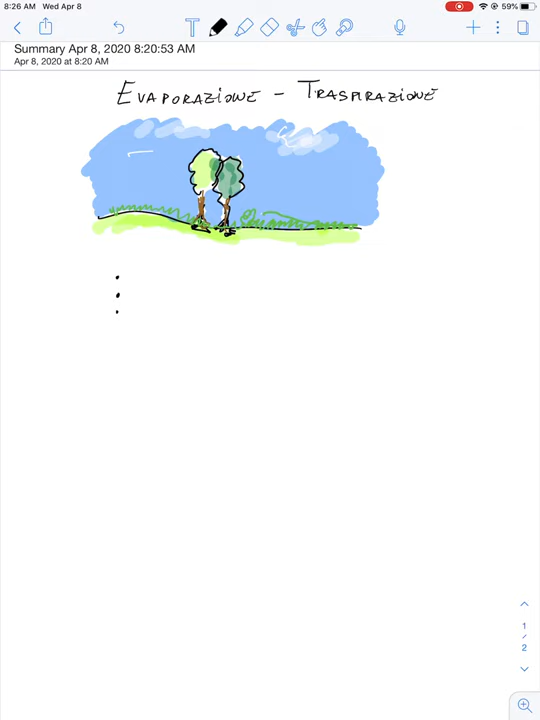 8:26 AM Wed Apr 8
59%
Summary Apr 8, 2020 8:20:53 AM
Apr 8, 2020 at 8:20 AM
EVAPORAZIONE - TRASPIRAZIONE
1
/
2